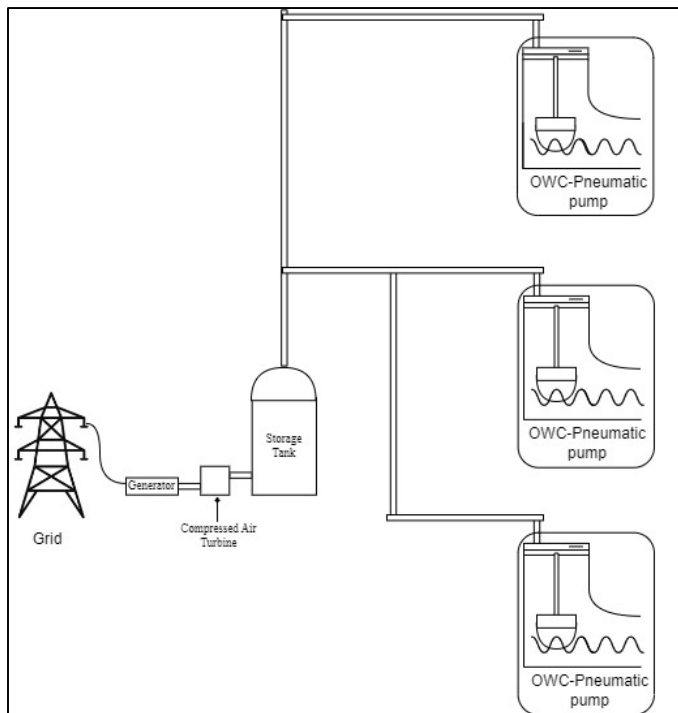 OWC-Pneumatic
pump
OWC-Pneumatic
pump
Storage
Tank
Generator
Compressed Air
Turbine
Grid
OWC-Pneumatic
pump